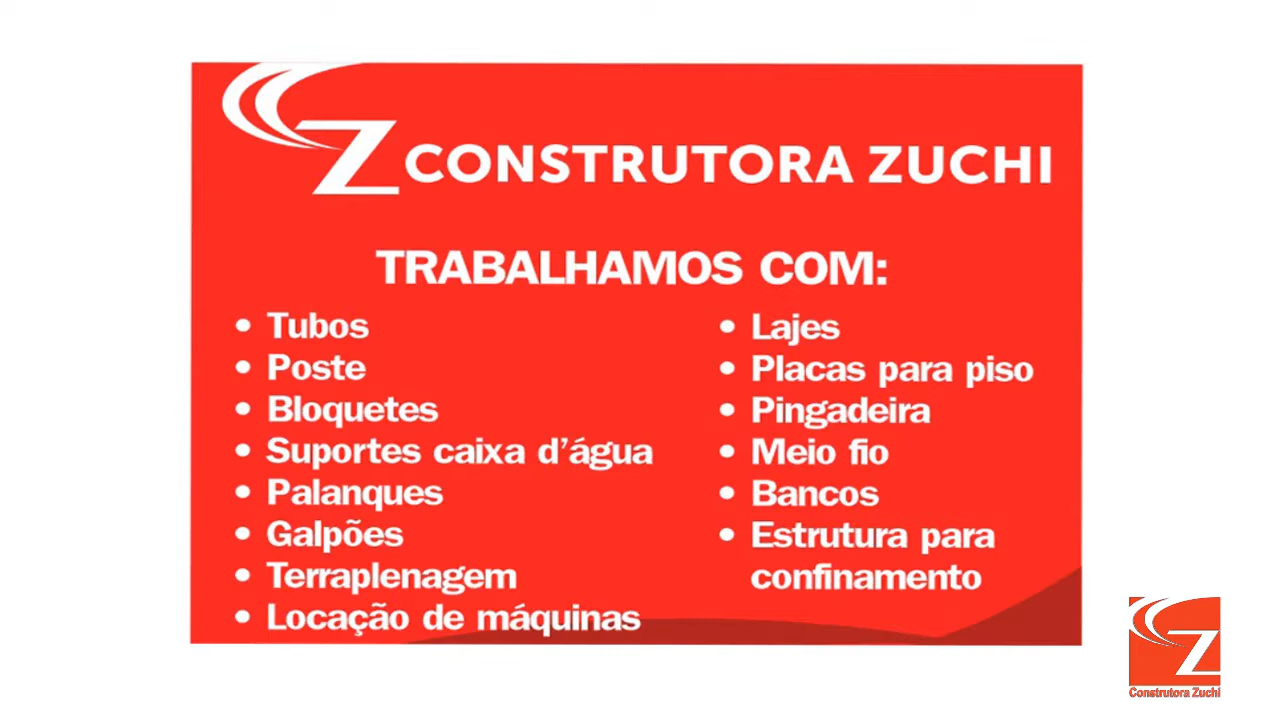 Z CONSTRUTORA ZUCHI
TRABALHAMOS COM:
• Tubos
• Poste
• Bloquetes
• Suportes caixa d’água
• Palanques
• Galpões
• Terraplenagem
• Locação de máquinas
• Lajes
• Placas para piso
• Pingadeira
• Meio fio
• Bancos
• Estrutura para
confinamento
Z
Construtora Zuchi